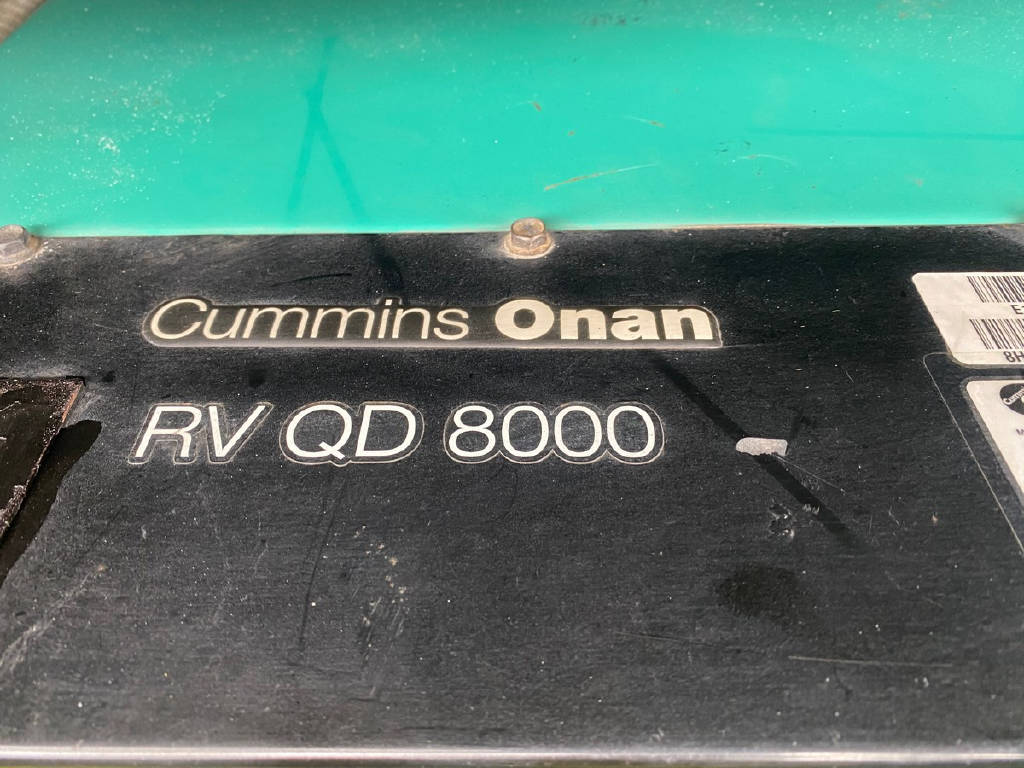 Cummins Onan
RV QD 8000